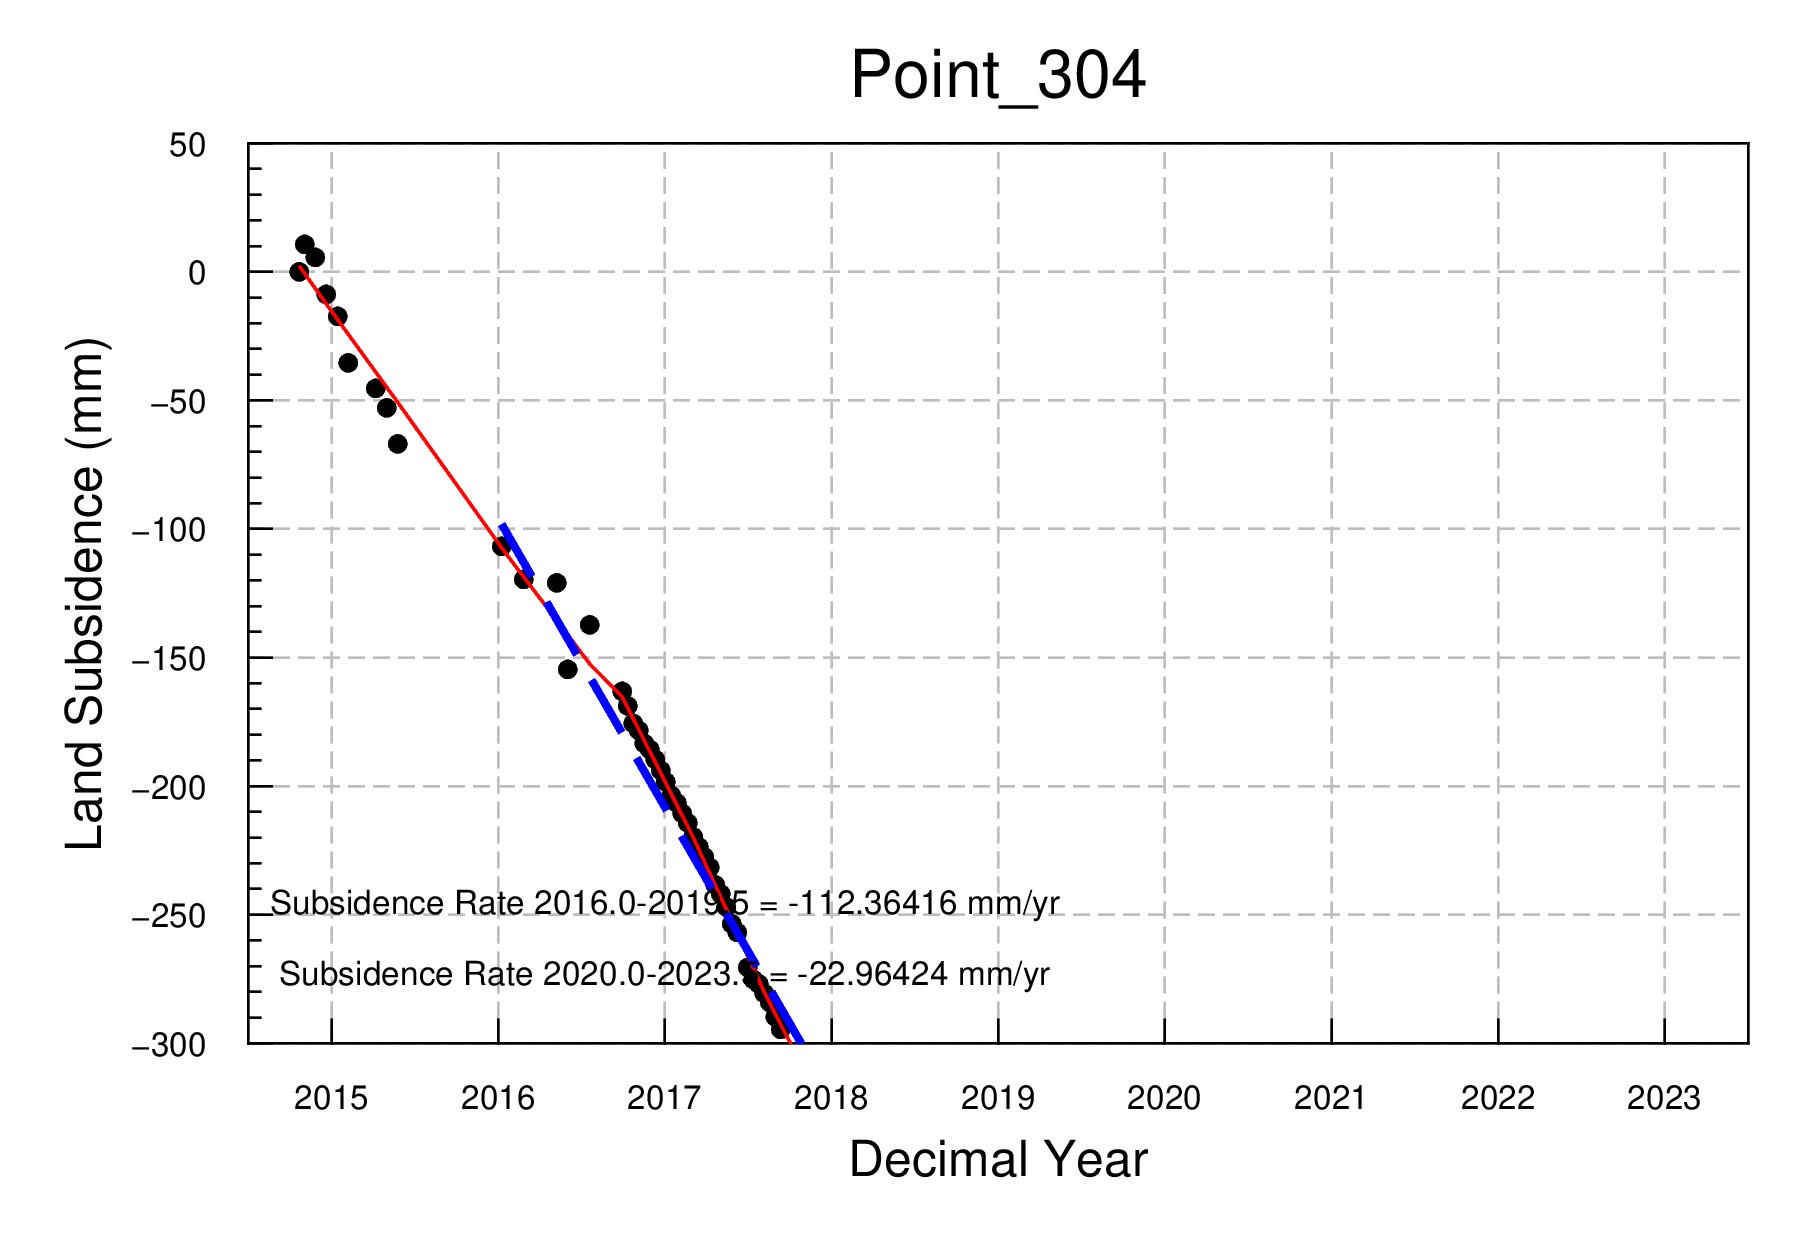 Point_304
50
0
−50
−100
−150
−200
−250
−300
Land Subsidence (mm)
Subsidence Rate 2016.0-2019.5 = -112.36416 mm/yr
Subsidence Rate 2020.0-2023. = -22.96424 mm/yr
2015 2016 2017 2018 2019 2020 2021 2022 2023
Decimal Year